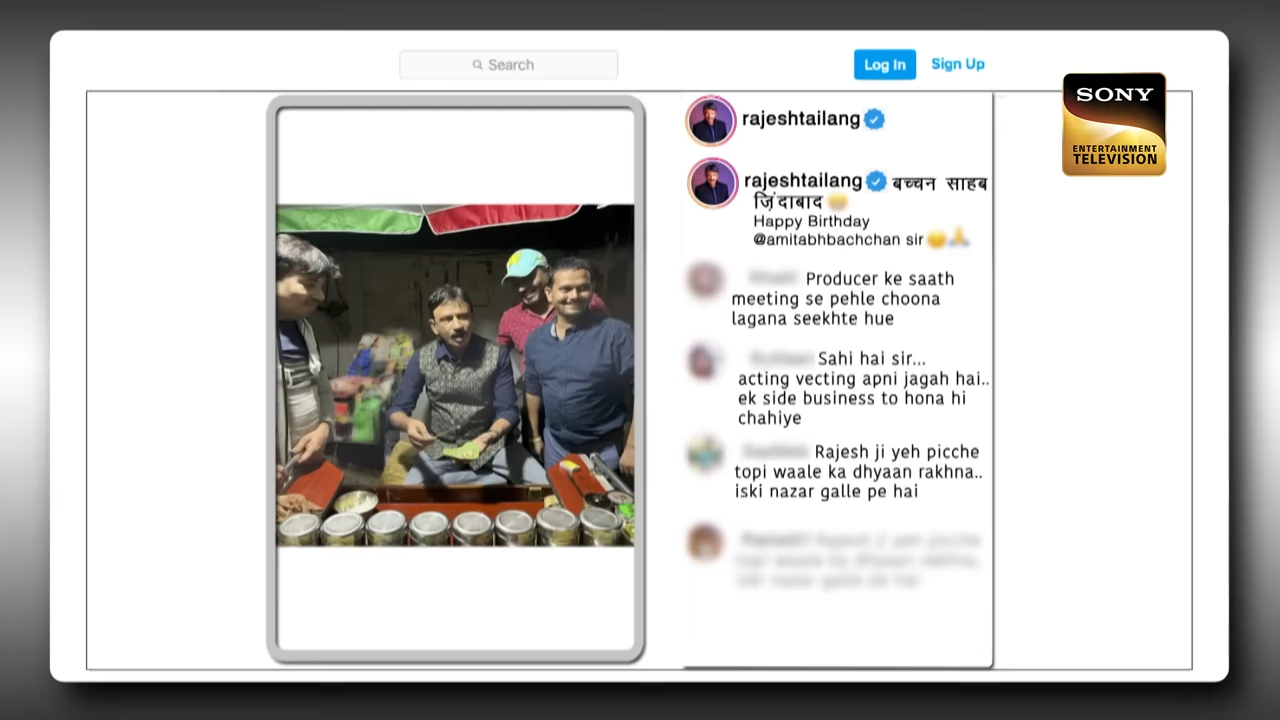 Search
Log In
Sign Up
SONY
ENTERTAINMENT
TELEVISION
rajeshtailang
rajeshtailang बच्चन साहब
ज़िंदाबाद
Happy Birthday
@amitabhbachchan sir
Producer ke saath
meeting se pehle choona
lagana seekhte hue
Sahi hai sir...
acting vecting apni jagah hai..
ek side business to hona hi
chahiye
Rajesh ji yeh picche
topi waale ka dhyaan rakhna..
iski nazar galle pe hai